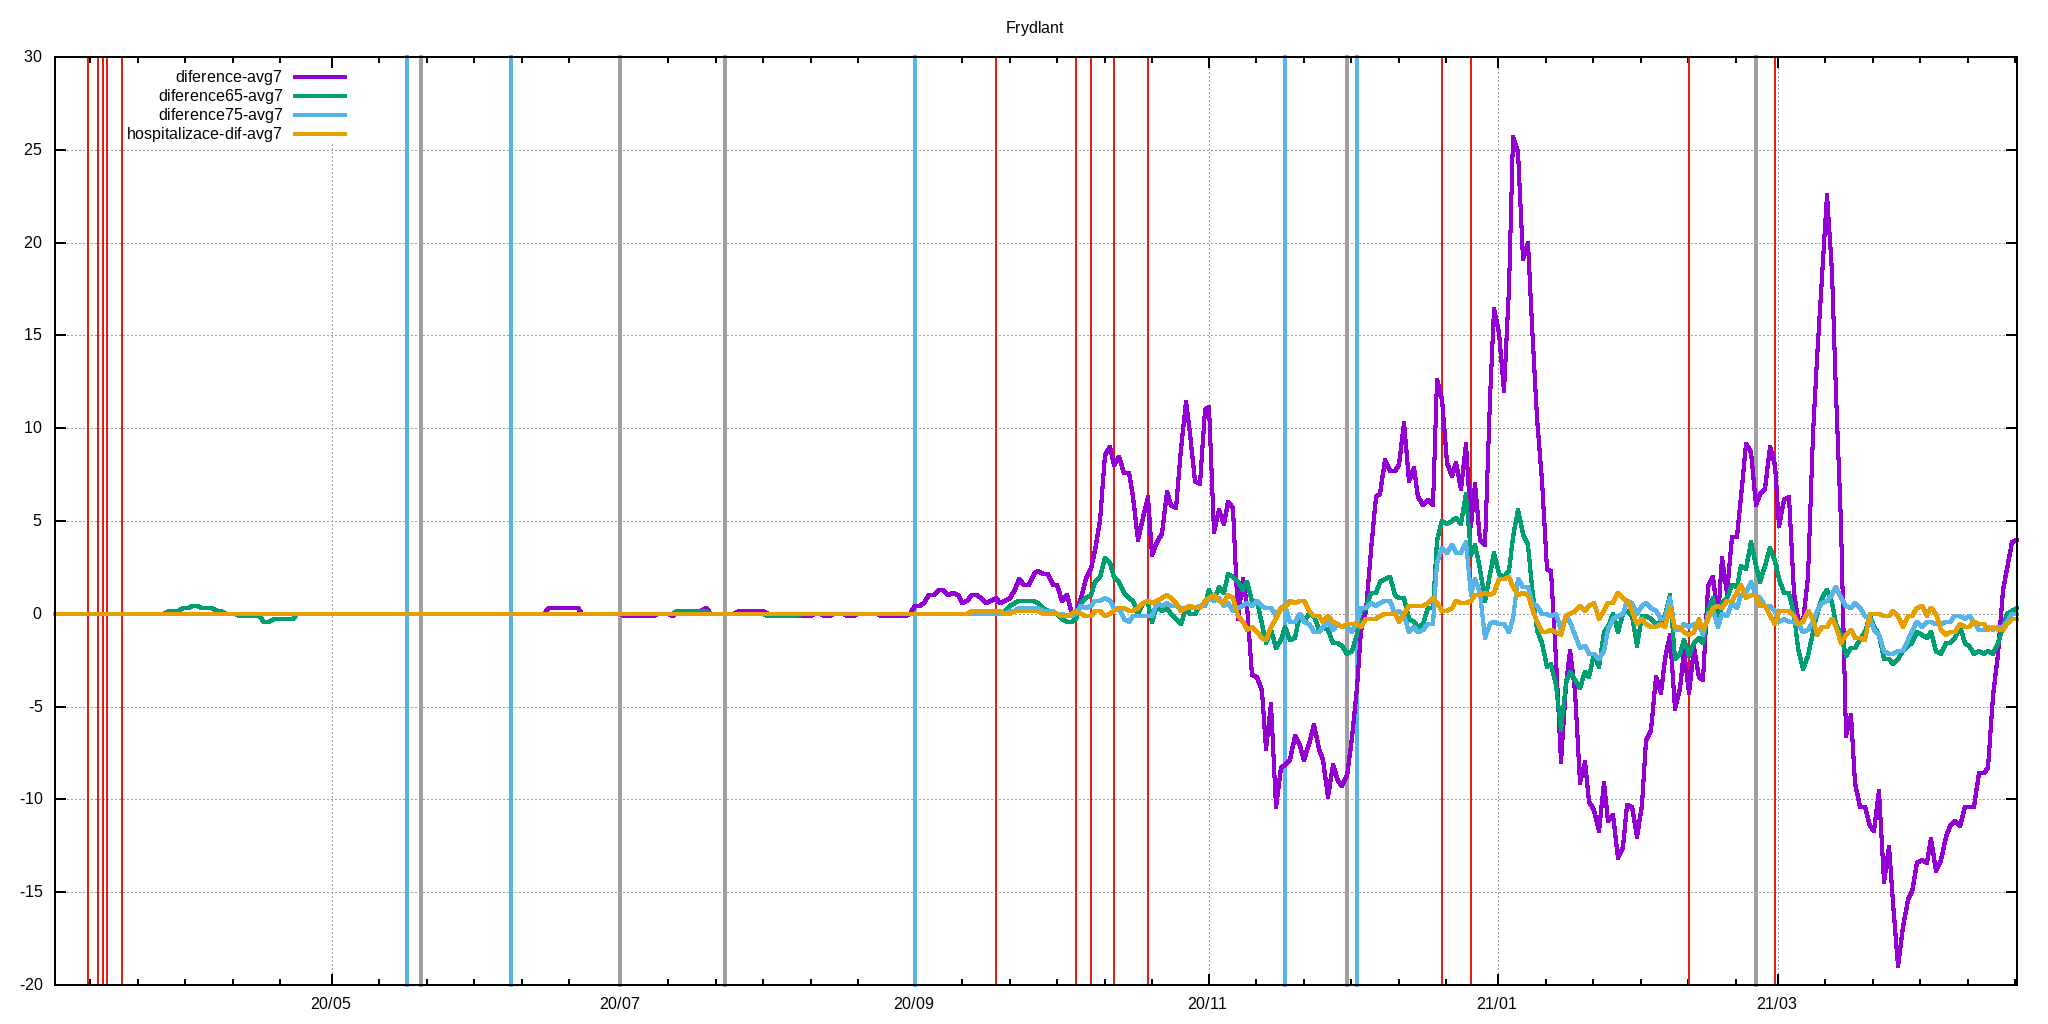 Frydlant
diference-avg7
diference65-avg7
diference75-avg7
hospitalizace-dif-avg7
30
25
20
15
10
5
0
-5
-10
-15
-20
20/05 20/07 20/09 20/11 21/01 21/03